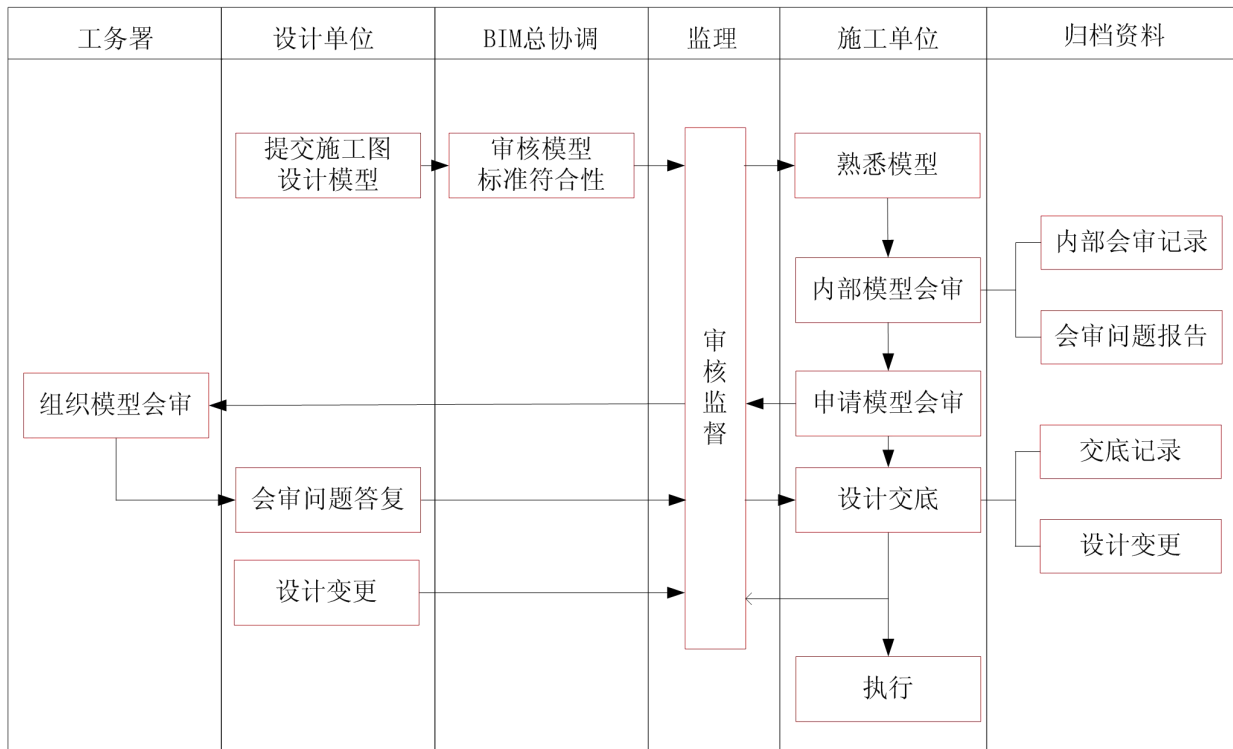 工务署
设计单位
BIM总协调
监理
施工单位
归档资料
提交施工图
设计模型
审核模型
标准符合性
熟悉模型
内部会审记录
内部模型会审
会审问题报告
审核监督
组织模型会审
申请模型会审
交底记录
会审问题答复
设计交底
设计变更
设计变更
执行